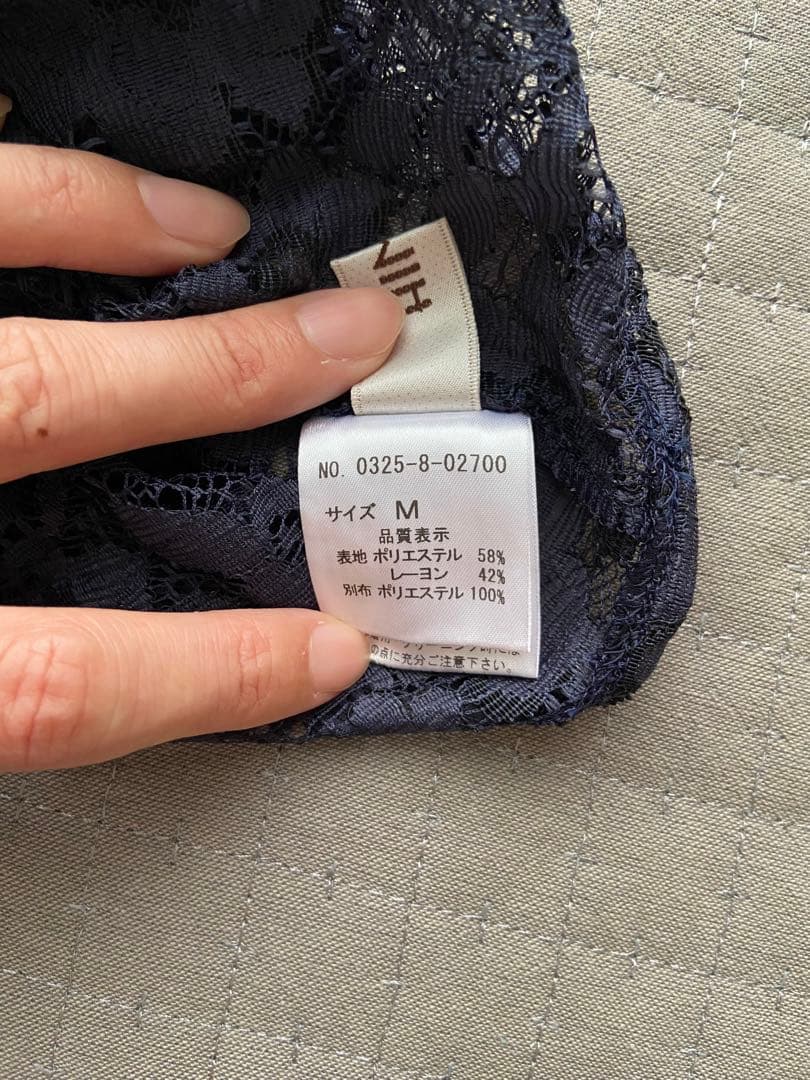 NO. 0325-8-02700
サイズ M
品質表示
表地 ポリエステル 58%
レーヨン 42%
別布 ポリエステル 100%
の点に充分ご注意下さい。